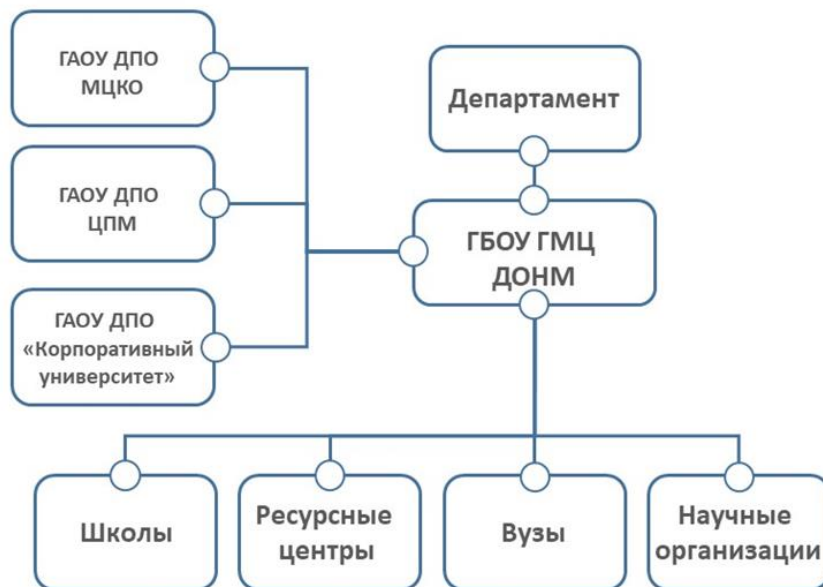 ГАОУ ДПО
МЦКО
Департамент
ГАОУ ДПО
ЦПМ
ГБОУ ГМЦ
ДОНМ
ГАОУ ДПО
«Корпоративный
университет»
Школы
Ресурсные
центры
Вузы
Научные
организации